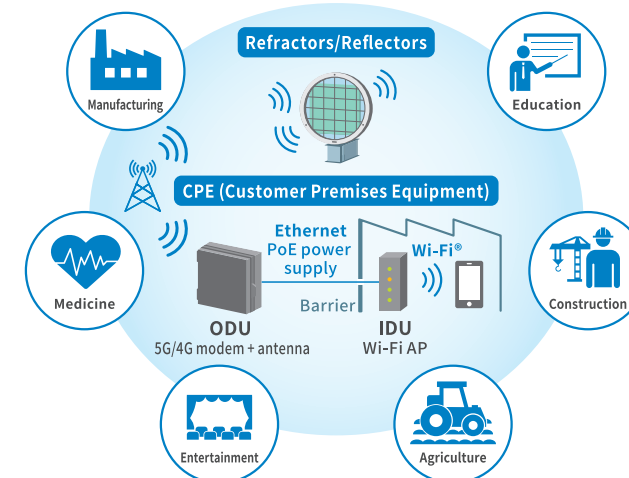 Refractors/Reflectors
Manufacturing
Education
CPE (Customer Premises Equipment)
Ethernet
PoE power
supply
Wi-Fi®
Medicine
Construction
Barrier
ODU
5G/4G modem + antenna
IDU
Wi-Fi AP
Entertainment
Agriculture